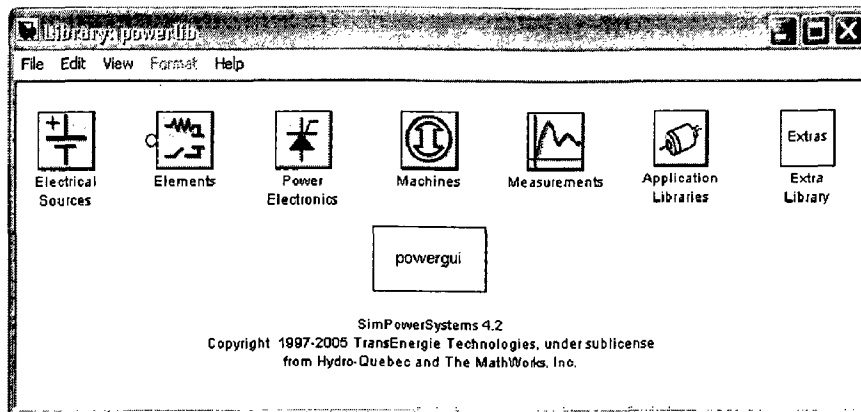 Library: powerlib
File Edit View Format Help
Extras
Electrical Sources
Elements
Power Electronics
Machines
Measurements
Application Libraries
Extra Library
powergui
SimPowerSystems 4.2
Copyright 1997-2005 TransEnergie Technologies, under sublicense
from Hydro-Quebec and The MathWorks, Inc.